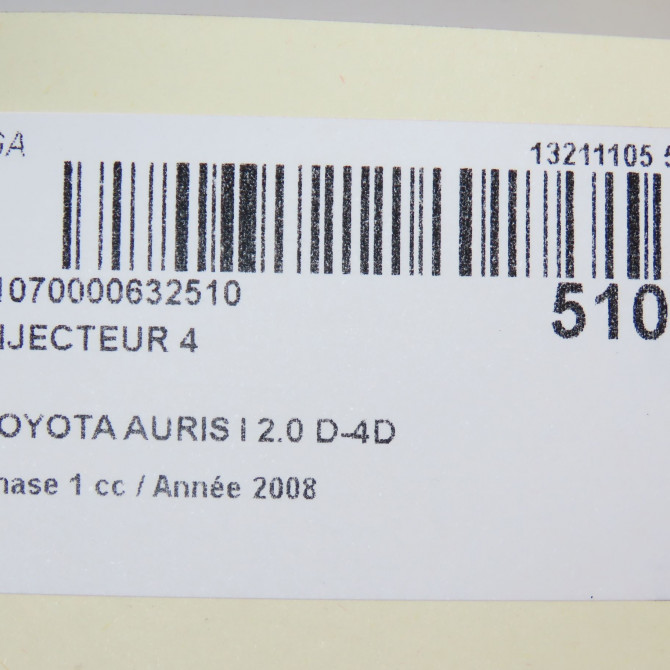 GA
13211105 5
1070000632510
510
NJECTEUR 4
OYOTA AURIS I 2.0 D-4D
hase 1 cc / Année 2008